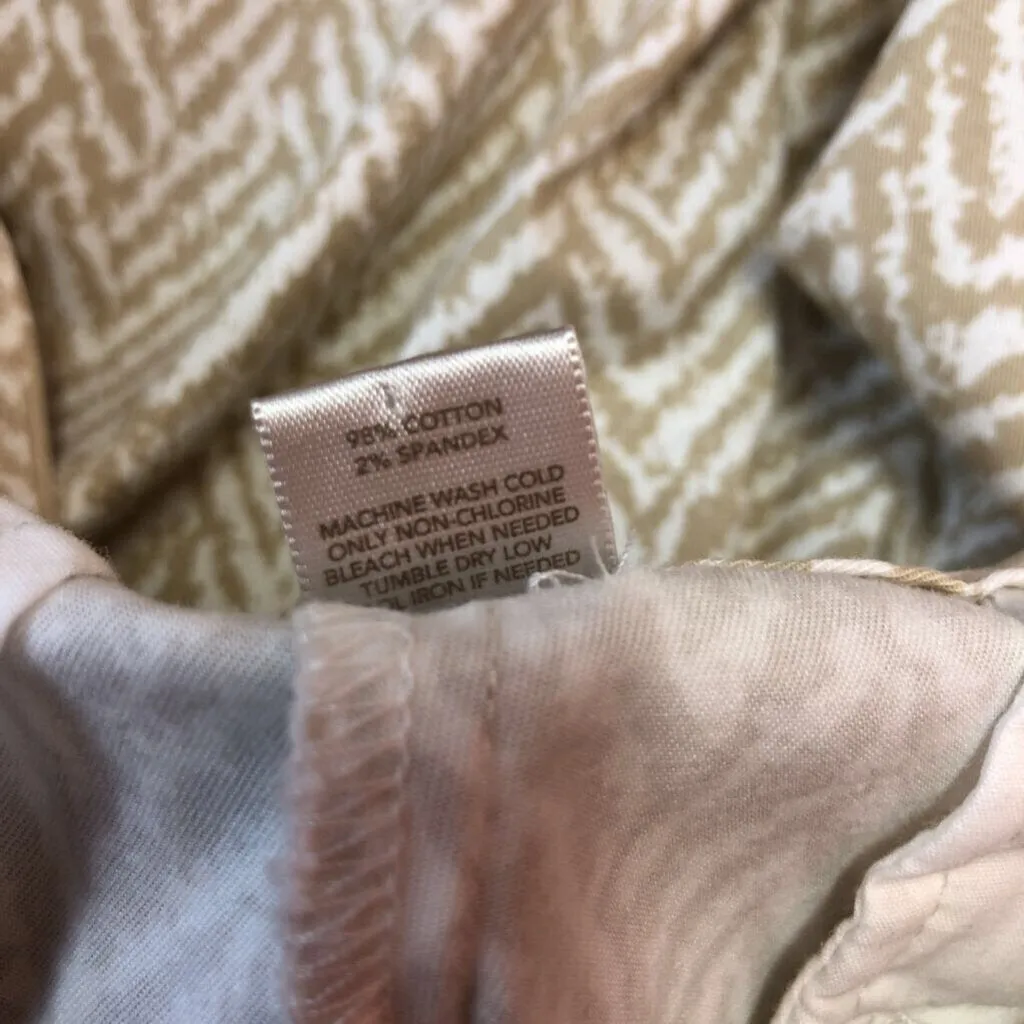 98% COTTON
2% SPANDEX
MACHINE WASH COLD
ONLY NON-CHLORINE
BLEACH WHEN NEEDED
TUMBLE DRY LOW
IRON IF NEEDED